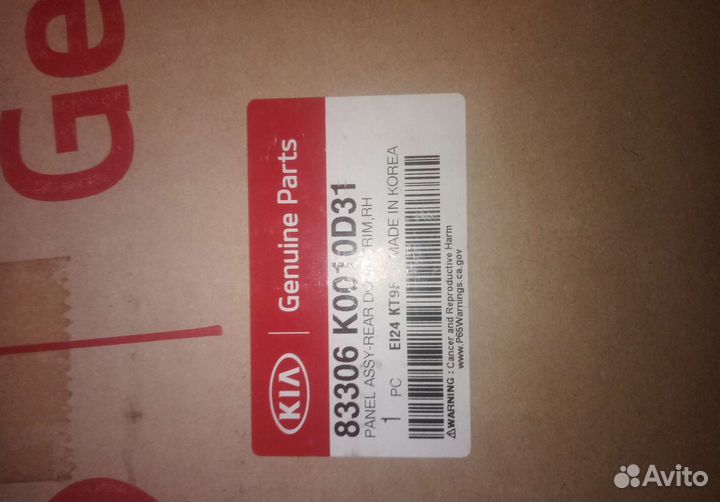 Ge
KIA Genuine Parts
83306 K0010D31
PANEL ASSY-REAR DOOR TRIM,RH
1 PC EI24 MADE IN KOREA
⚠WARNING : Cancer and Reproductive Harm
www.P65Warnings.ca.gov
Avito